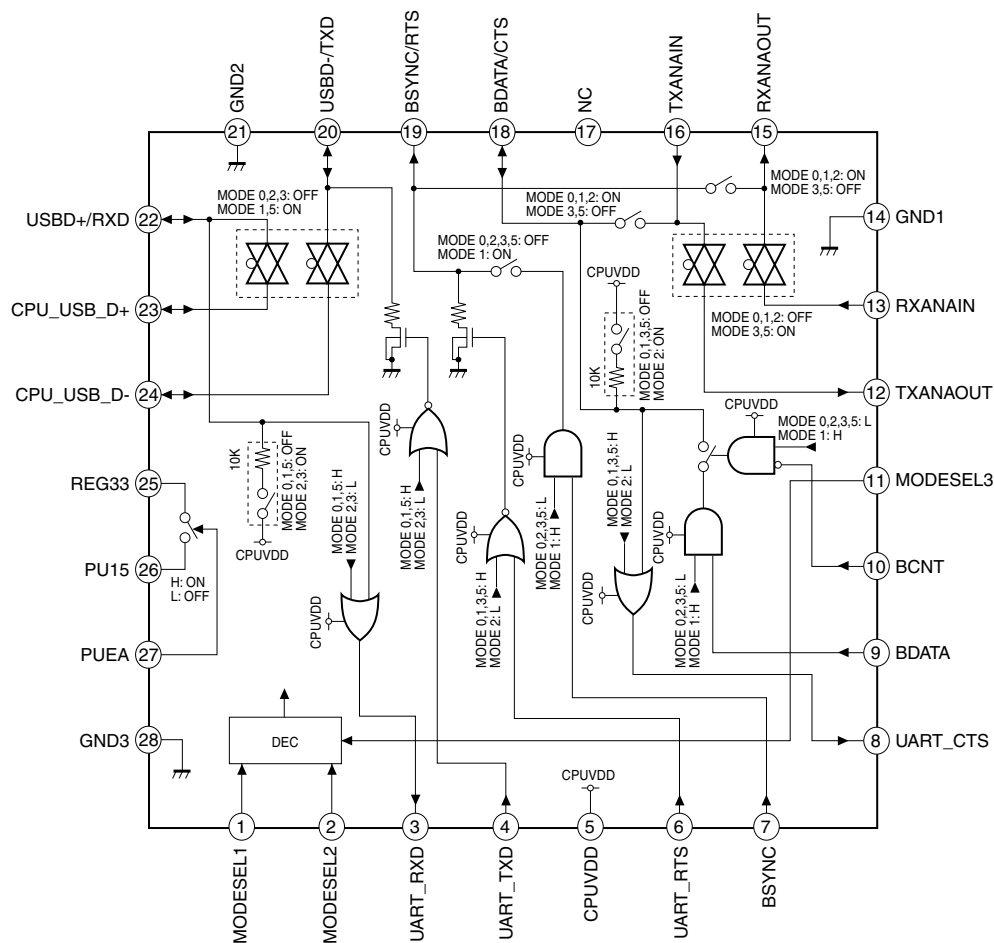 GND2
USBD-/TXD
BSYNC/RTS
BDATA/CTS
NC
TXANAIN
RXANAOUT
21
20
19
18
17
16
15
MODE 0,2,3: OFF
MODE 1,5: ON
MODE 0,1,2: ON
MODE 3,5: OFF
MODE 0,1,2: ON
MODE 3,5: OFF
USBD+/RXD
22
14
GND1
MODE 0,2,3,5: OFF
MODE 1: ON
CPUVDD
CPU_USB_D+
23
13
RXANAIN
MODE 0,1,2: OFF
MODE 3,5: ON
10K
MODE 0,1,3,5: OFF
MODE 2: ON
CPU_USB_D-
24
12
TXANAOUT
CPUVDD
MODE 0,2,3,5: L
MODE 1: H
CPUVDD
10K
MODE 0,1,5: OFF
MODE 2,3: ON
CPUVDD
REG33
25
11
MODESEL3
MODE 0,1,5: H
MODE 2,3: L
MODE 0,1,5: H
MODE 2,3: L
CPUVDD
MODE 0,1,3,5: H
MODE 2: L
CPUVDD
CPUVDD
PU15
26
H: ON
L: OFF
10
BCNT
CPUVDD
MODE 0,1,3,5: H
MODE 2: L
MODE 0,2,3,5: L
MODE 1: H
CPUVDD
MODE 0,2,3,5: L
MODE 1: H
PUEA
27
9
BDATA
GND3
28
DEC
8
UART_CTS
CPUVDD
1
2
3
4
5
6
7
MODESEL1
MODESEL2
UART_RXD
UART_TXD
CPUVDD
UART_RTS
BSYNC